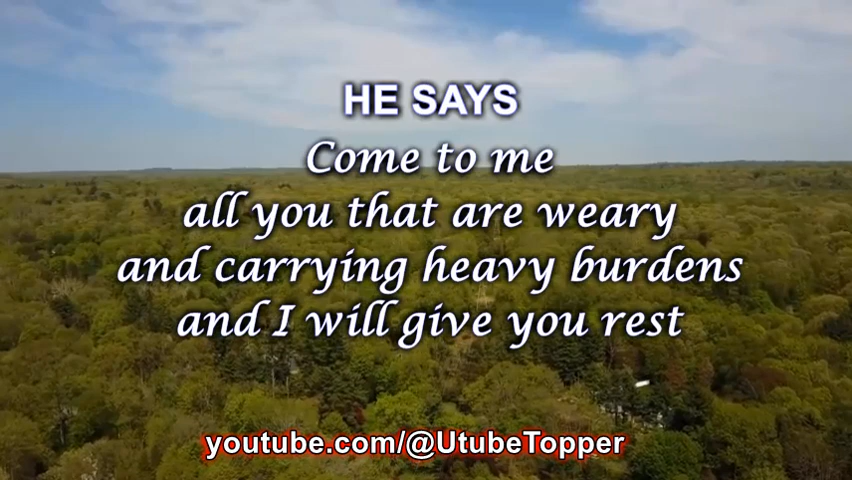 HE SAYS
Come to me
all you that are weary
and carrying heavy burdens
and I will give you rest
youtube.com/@UtubeTopper